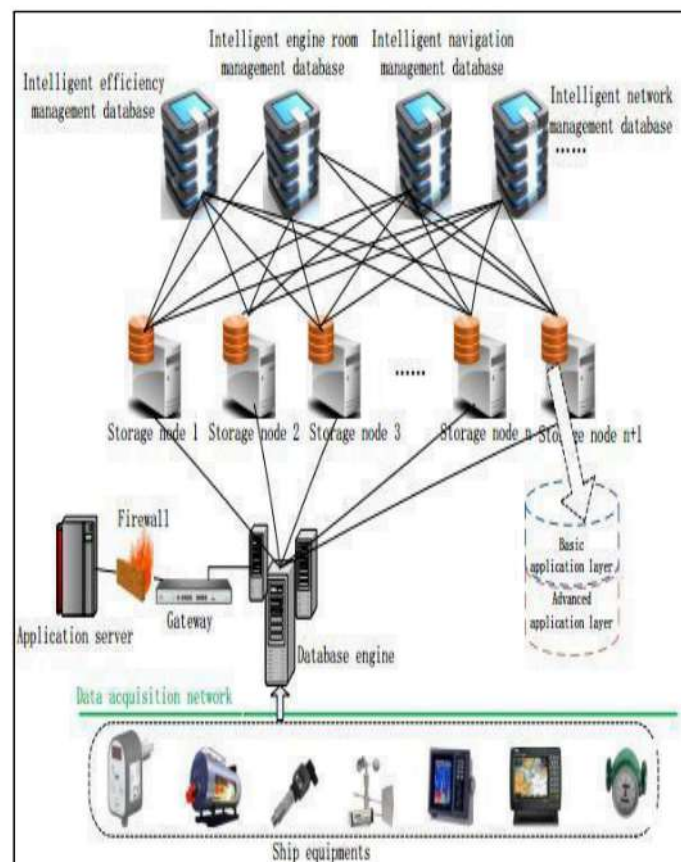 Intelligent engine room
management database
Intelligent navigation
management database
Intelligent efficiency
management database
Intelligent network
management database
......
Storage node 1
Storage node 2
Storage node 3
......
Storage node n
Storage node n+1
Firewall
Gateway
Application server
Database engine
Basic
application layer
Advanced
application layer
Data acquisition network
Ship equipments